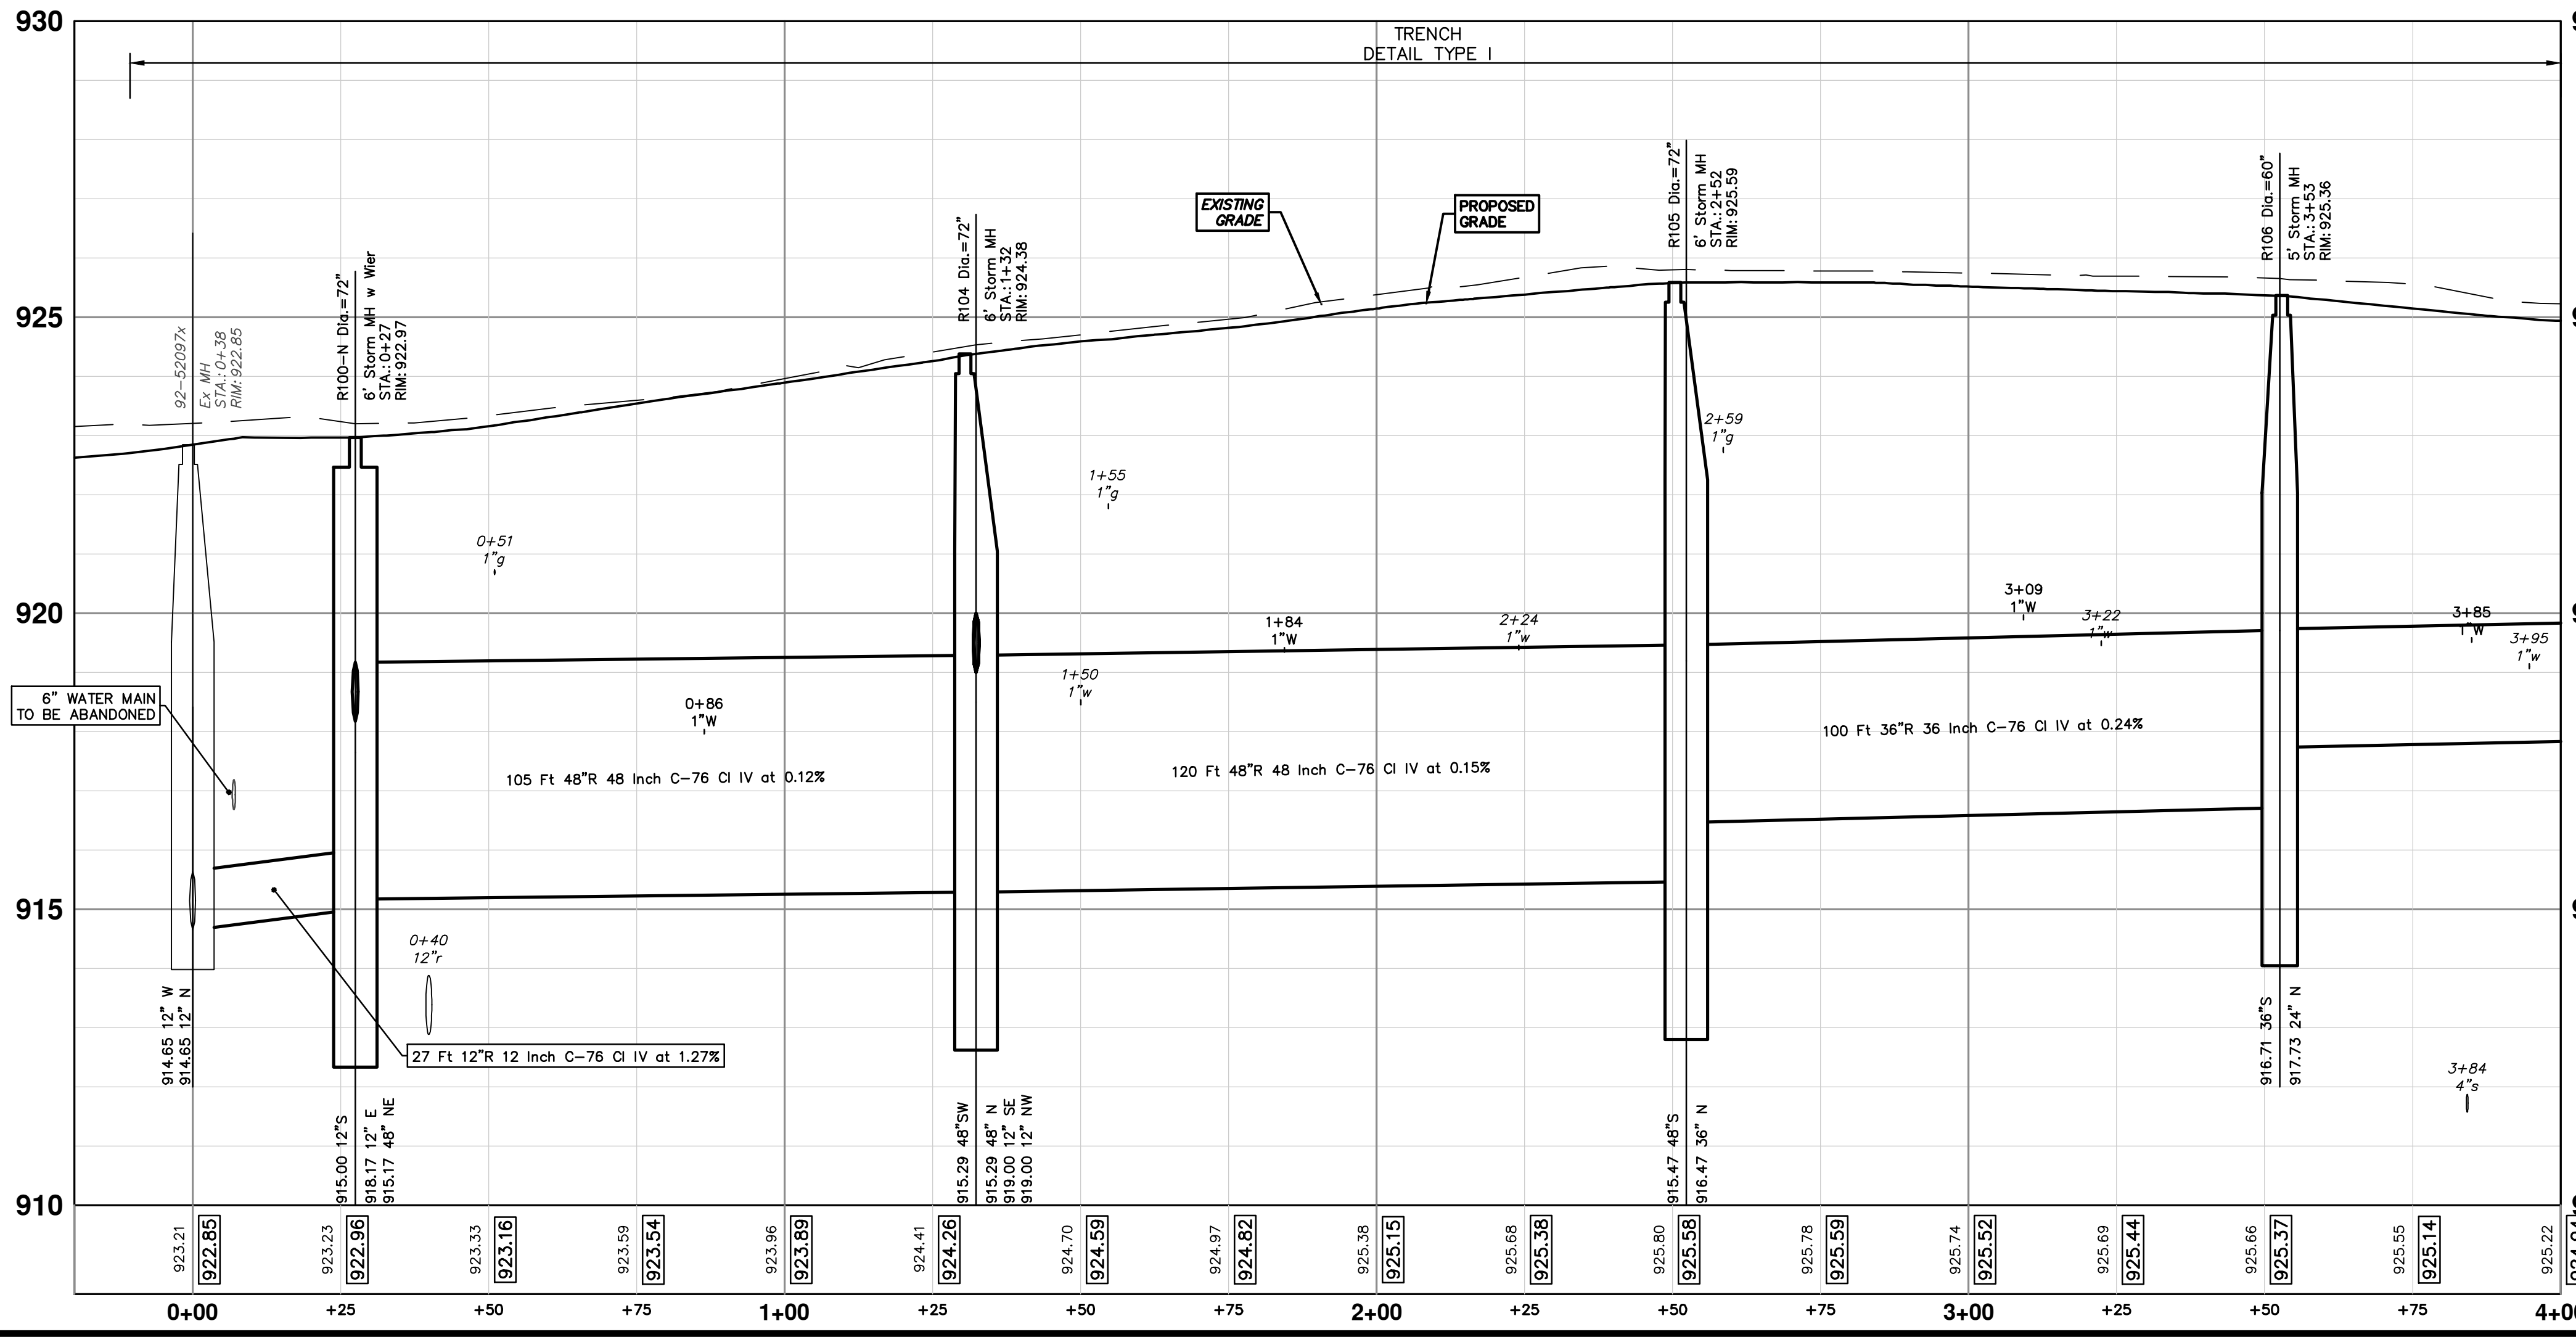 930
TRENCH
DETAIL TYPE I
R105 Dia.=72"
6' Storm MH
STA.: 2+52
RIM: 925.59
R106 Dia.=60"
5' Storm MH
STA.: 3+53
RIM: 925.36
EXISTING
GRADE
PROPOSED
GRADE
R104 Dia.=72"
6' Storm MH
STA.: 1+32
RIM: 924.38
R100-N Dia.=72"
6' Storm MH w Wier
STA.: 0+27
RIM: 922.97
925
92-52097x
Ex MH
STA.: 0+38
RIM: 922.85
2+59
1"g
1+55
1"g
0+51
1"g
920
3+09
1"W
3+22
1"w
1+84
1"W
2+24
1"w
3+85
1"W
3+95
1"w
1+50
1"w
6" WATER MAIN
TO BE ABANDONED
0+86
1"W
100 Ft 36"R 36 Inch C-76 Cl IV at 0.24%
105 Ft 48"R 48 Inch C-76 Cl IV at 0.12%
120 Ft 48"R 48 Inch C-76 Cl IV at 0.15%
915
0+40
12"r
914.65 12" W
914.65 12" N
27 Ft 12"R 12 Inch C-76 Cl IV at 1.27%
916.71 36"S
917.73 24" N
3+84
4"s
915.00 12"S
918.17 12" E
915.17 48" NE
915.29 48"SW
915.29 48" N
919.00 12" SE
919.00 12" NW
915.47 48"S
916.47 36" N
910
923.21
922.85
923.23
922.96
923.33
923.16
923.59
923.54
923.96
923.89
924.41
924.26
924.70
924.59
924.97
924.82
925.38
925.15
925.68
925.38
925.80
925.58
925.78
925.59
925.74
925.52
925.69
925.44
925.66
925.37
925.55
925.14
925.22
0+00
+25
+50
+75
1+00
+25
+50
+75
2+00
+25
+50
+75
3+00
+25
+50
+75